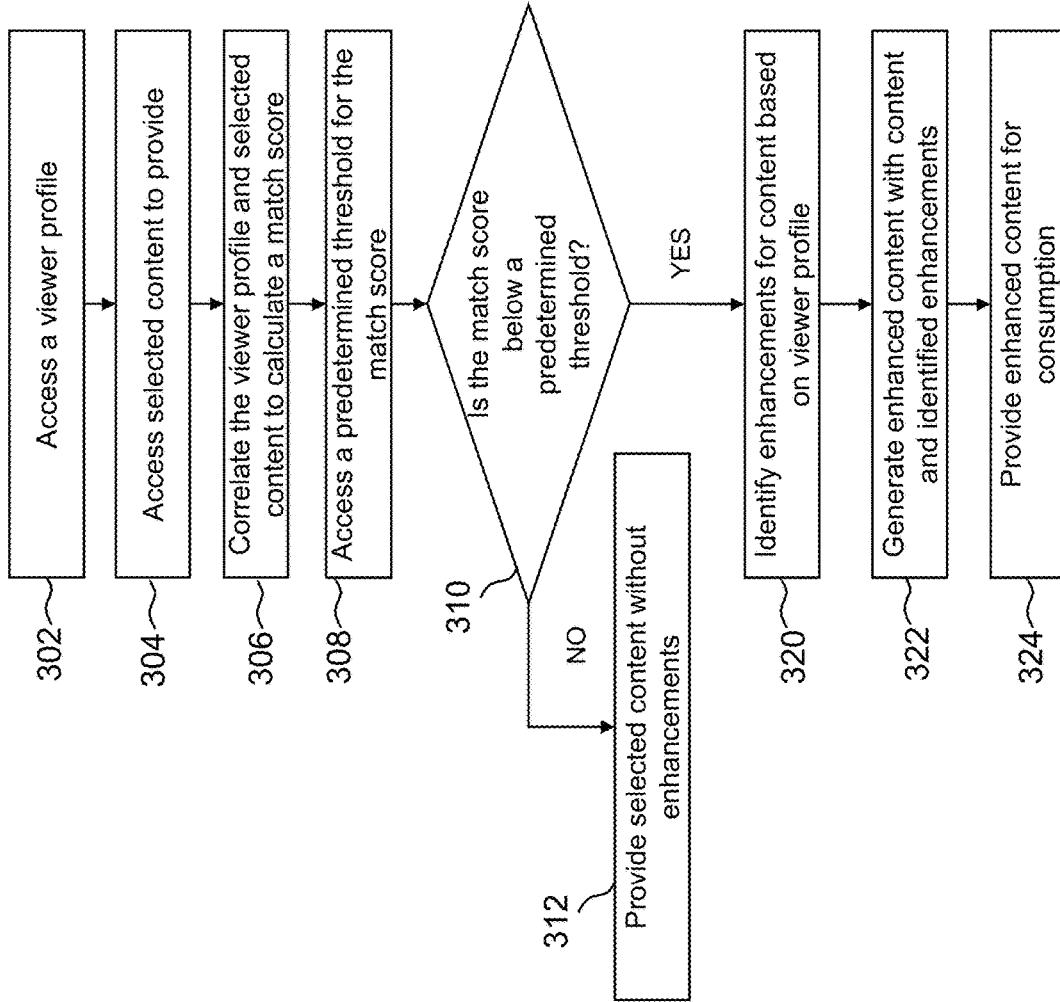 302
Access a viewer profile
304
Access selected content to provide
306
Correlate the viewer profile and selected
content to calculate a match score
308
Access a predetermined threshold for the
match score
310
Is the match score
below a
predetermined
threshold?
NO
YES
312
Provide selected content without
enhancements
320
Identify enhancements for content based
on viewer profile
322
Generate enhanced content with content
and identified enhancements
324
Provide enhanced content for
consumption